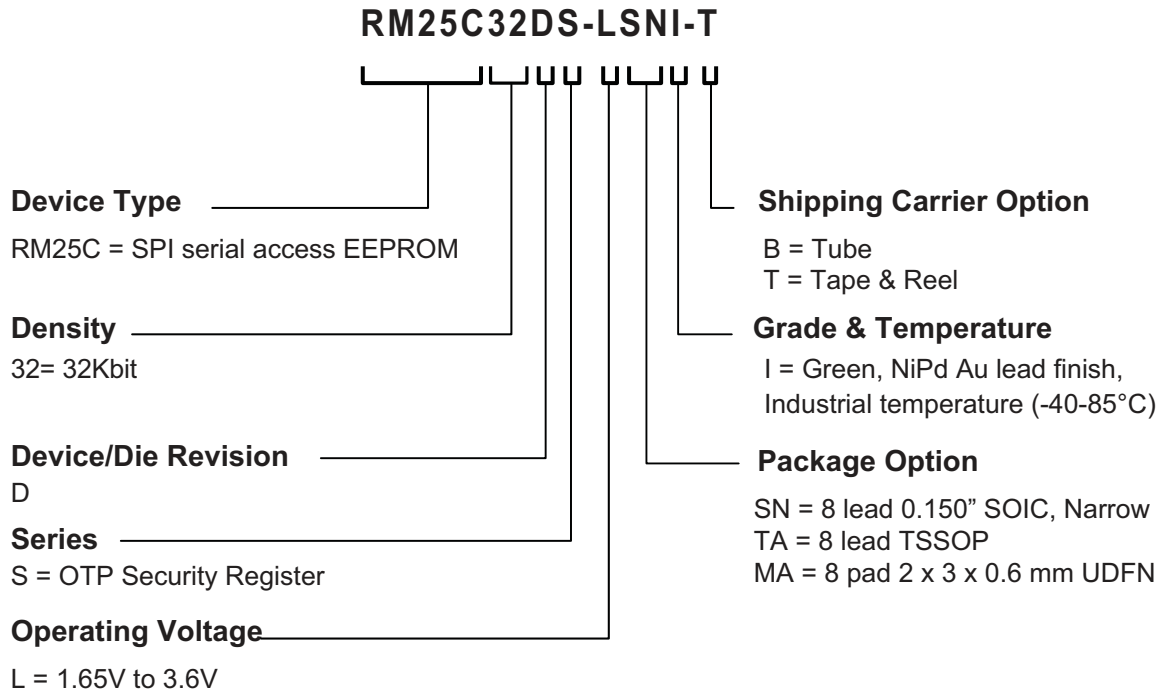 RM25C32DS-LSNI-T
Device Type
RM25C = SPI serial access EEPROM
Density
32= 32Kbit
Device/Die Revision
D
Series
S = OTP Security Register
Operating Voltage
L = 1.65V to 3.6V
Shipping Carrier Option
B = Tube
T = Tape & Reel
Grade & Temperature
I = Green, NiPd Au lead finish,
Industrial temperature (-40-85°C)
Package Option
SN = 8 lead 0.150” SOIC, Narrow
TA = 8 lead TSSOP
MA = 8 pad 2 x 3 x 0.6 mm UDFN